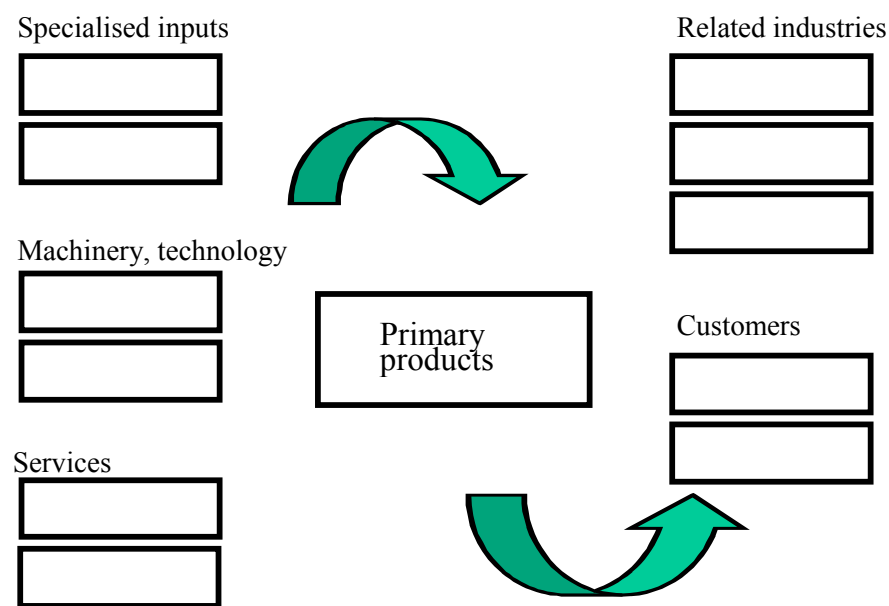 Specialised inputs
Related industries
Machinery, technology
Primary
products
Customers
Services